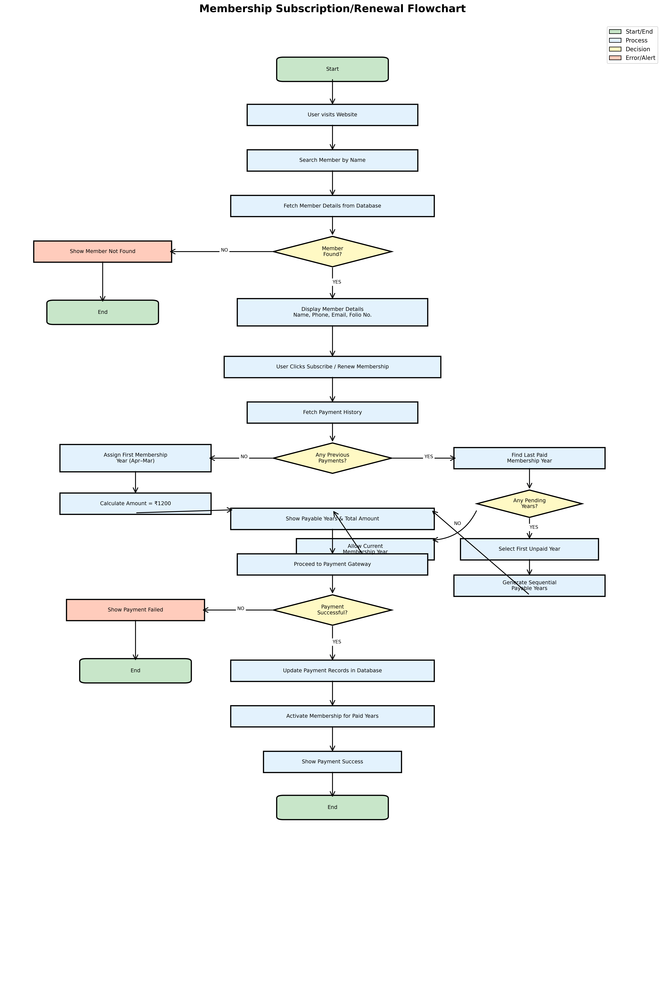 Membership Subscription/Renewal Flowchart
Start/End
Process
Decision
Error/Alert
Start
User visits Website
Search Member by Name
Fetch Member Details from Database
Member
Found?
NO
Show Member Not Found
YES
End
Display Member Details
Name, Phone, Email, Folio No.
User Clicks Subscribe / Renew Membership
Fetch Payment History
Any Previous
Payments?
NO
Assign First Membership
Year (Apr–Mar)
YES
Find Last Paid
Membership Year
Calculate Amount = ₹1200
Any Pending
Years?
Show Payable Years & Total Amount
NO
YES
Allow Current
Membership Year
Select First Unpaid Year
Proceed to Payment Gateway
Generate Sequential
Payable Years
Payment
Successful?
NO
Show Payment Failed
YES
End
Update Payment Records in Database
Activate Membership for Paid Years
Show Payment Success
End